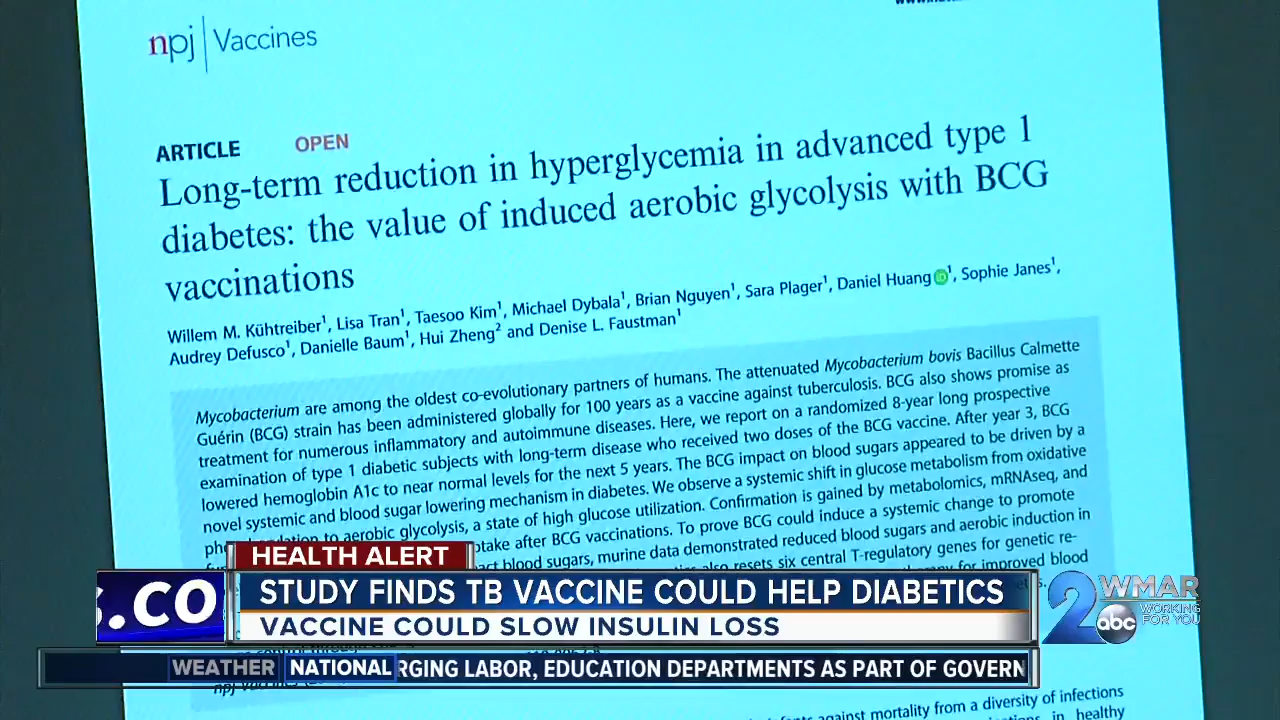 npj Vaccines
ARTICLE OPEN
Long-term reduction in hyperglycemia in advanced type 1
diabetes: the value of induced aerobic glycolysis with BCG
vaccinations
Willem M. Kühtreiber¹, Lisa Tran¹, Taesoo Kim¹, Michael Dybala¹, Brian Nguyen¹, Sara Plager¹, Daniel Huang¹, Sophie Janes¹,
Audrey Defusco¹, Danielle Baum¹, Hui Zheng² and Denise L. Faustman¹
Mycobacterium are among the oldest co-evolutionary partners of humans. The attenuated Mycobacterium bovis Bacillus Calmette
Guérin (BCG) strain has been administered globally for 100 years as a vaccine against tuberculosis. BCG also shows promise as
treatment for numerous inflammatory and autoimmune diseases. Here, we report on a randomized 8-year long prospective
examination of type 1 diabetic subjects with long-term disease who received two doses of the BCG vaccine. After year 3, BCG
lowered hemoglobin A1c to near normal levels for the next 5 years. The BCG impact on blood sugars appeared to be driven by a
novel systemic and blood sugar lowering mechanism in diabetes. We observe a systemic shift in glucose metabolism from oxidative
to aerobic glycolysis, a state of high glucose utilization. Confirmation is gained by metabolomics, mRNAseq, and
after BCG vaccinations. To prove BCG could induce a systemic change to promote
blood sugars, murine data demonstrated reduced blood sugars and aerobic induction in
also resets six central T-regulatory genes for genetic re-
for improved blood
HEALTH ALERT
S.CO
STUDY FINDS TB VACCINE COULD HELP DIABETICS
VACCINE COULD SLOW INSULIN LOSS
2 WMAR
abc WORKING
FOR YOU
WEATHER NATIONAL RGING LABOR, EDUCATION DEPARTMENTS AS PART OF GOVERN
npj Vaccines
against mortality from a diversity of infections
in healthy